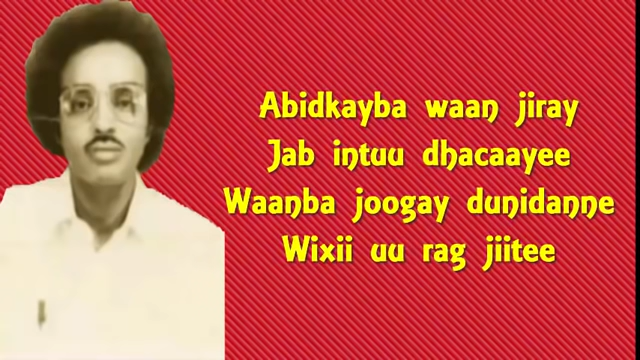 Abidkayba waan jiray
Jab intuu dhacaayee
Waanba joogay dunidanne
Wixii uu rag jiitee